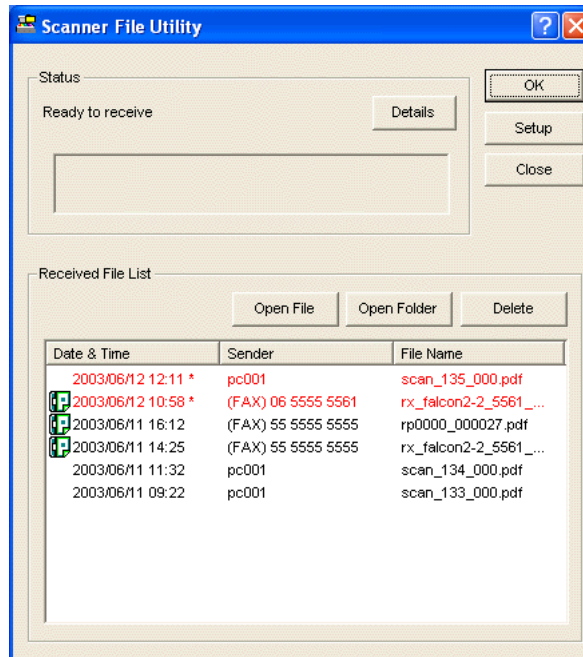 Scanner File Utility
Status
OK
Ready to receive
Details
Setup
Close
Received File List
Open File Open Folder Delete
Date & Time Sender File Name
2003/06/12 12:11 * pc001 scan_135_000.pdf
2003/06/12 10:58 * (FAX) 06 5555 5561 rx_falcon2-2_5561_...
2003/06/11 16:12 (FAX) 55 5555 5555 rp0000_000027.pdf
2003/06/11 14:25 (FAX) 55 5555 5555 rx_falcon2-2_5561_...
2003/06/11 11:32 pc001 scan_134_000.pdf
2003/06/11 09:22 pc001 scan_133_000.pdf